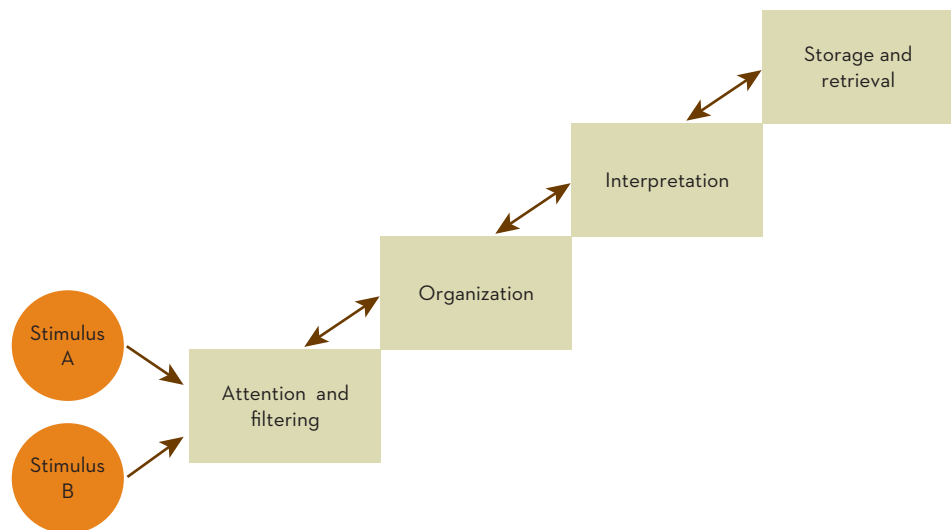 Storage and
retrieval
Interpretation
Organization
Stimulus
A
Attention and
filtering
Stimulus
B